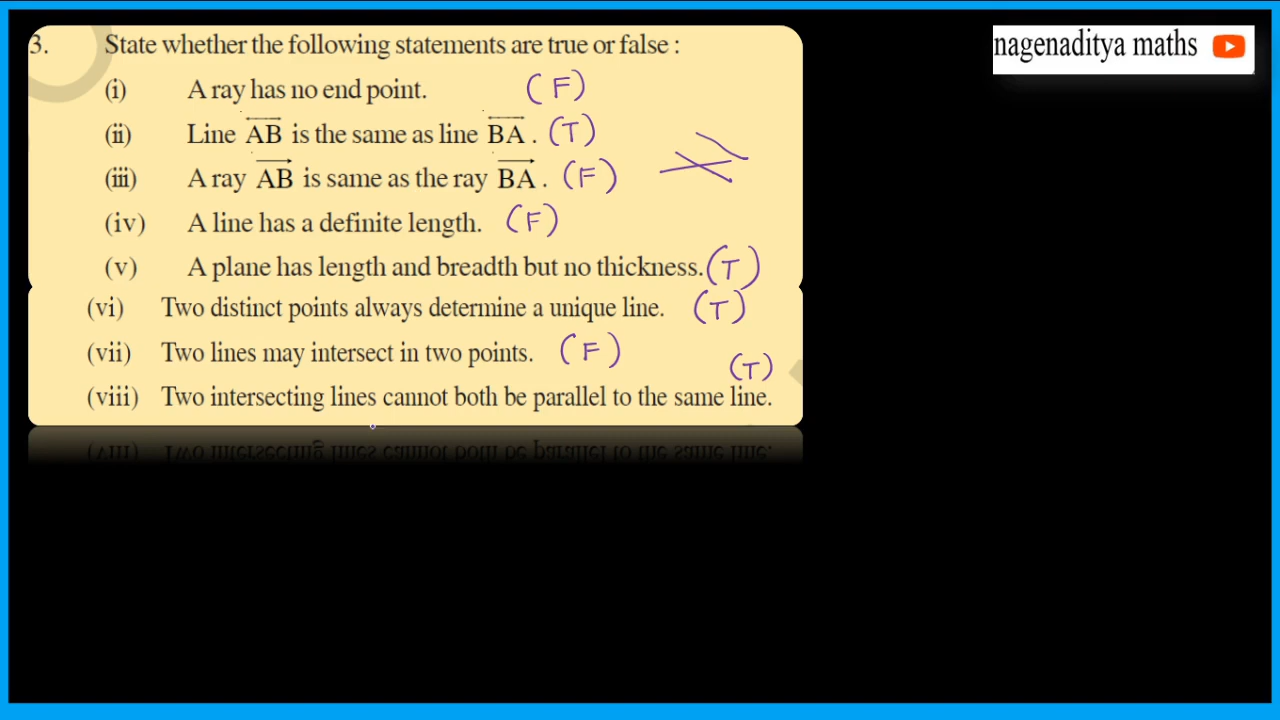 nagenaditya maths
3. State whether the following statements are true or false :
(i) A ray has no end point. (F)
(ii) Line AB is the same as line BA . (T)
(iii) A ray AB is same as the ray BA . (F)
(iv) A line has a definite length. (F)
(v) A plane has length and breadth but no thickness. (T)
(vi) Two distinct points always determine a unique line. (T)
(vii) Two lines may intersect in two points. (F)
(T)
(viii) Two intersecting lines cannot both be parallel to the same line.